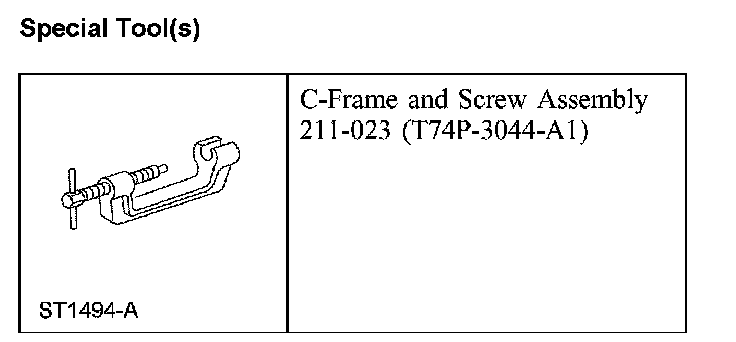 Special Tool(s)
C-Frame and Screw Assembly
211-023 (T74P-3044-A1)
ST1494-A